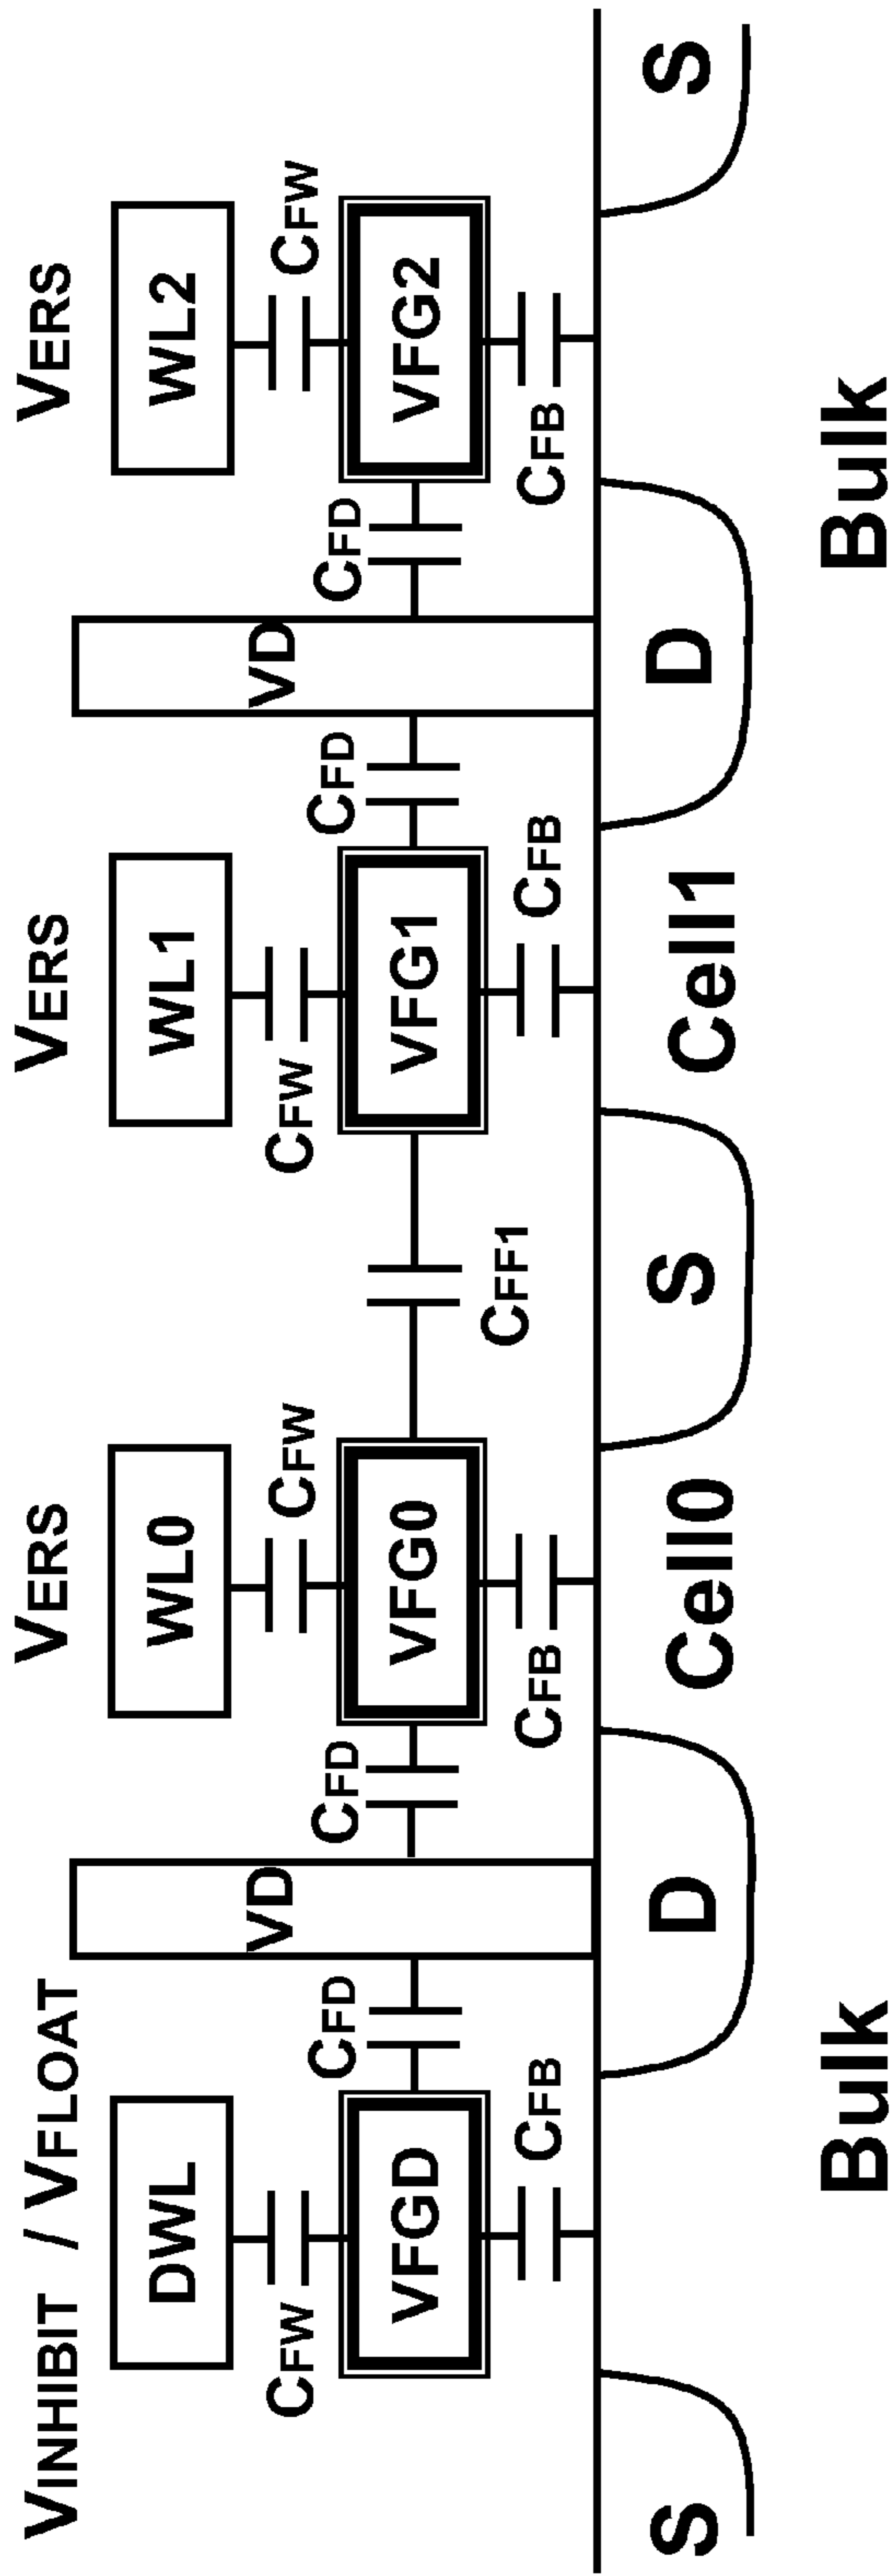 VINHIBIT / VFLOAT VERS VERS VERS
DWL WL0 WL1 WL2
VD VD
CFW CFW CFW CFW
CFD CFD CFD CFD
VFGD VFG0 VFG1 VFG2
CFF1
CFB CFB CFB CFB
S D S D S
Cell0 Cell1
Bulk Bulk